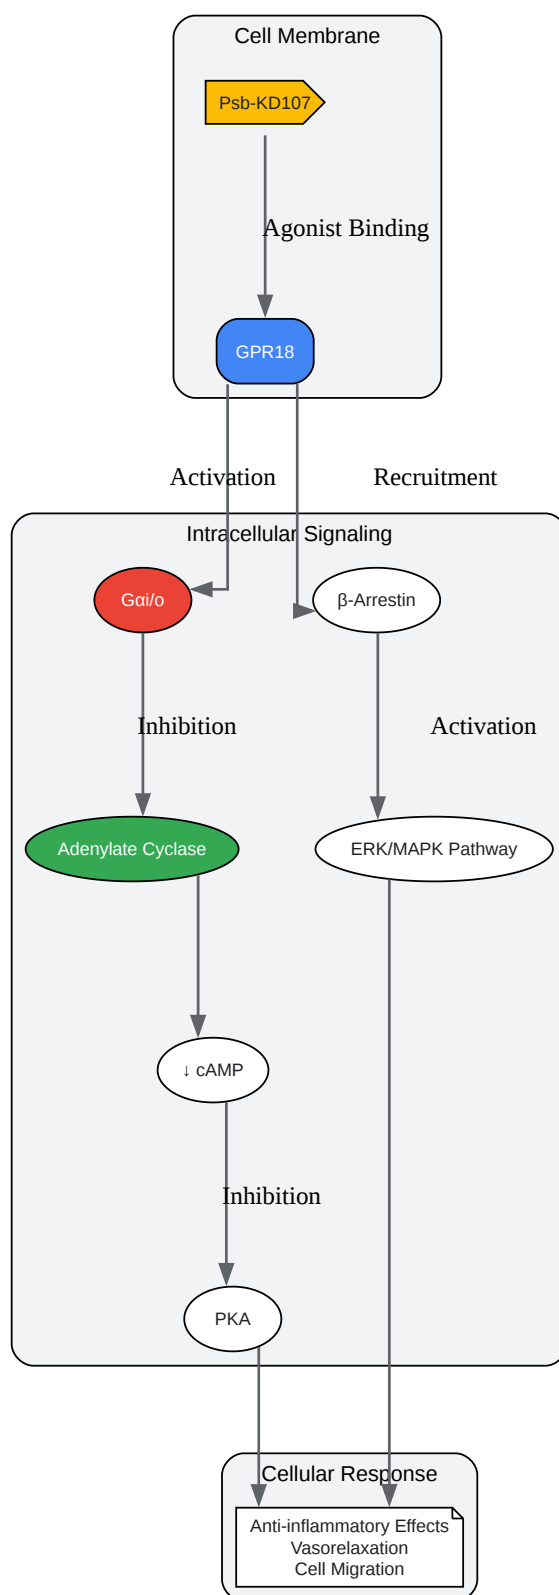 Cell Membrane
Psb-KD107
Agonist Binding
GPR18
Activation
Recruitment
Intracellular Signaling
Gαi/o
β-Arrestin
Inhibition
Activation
Adenylate Cyclase
ERK/MAPK Pathway
↓ cAMP
Inhibition
PKA
Cellular Response
Anti-inflammatory Effects
Vasorelaxation
Cell Migration